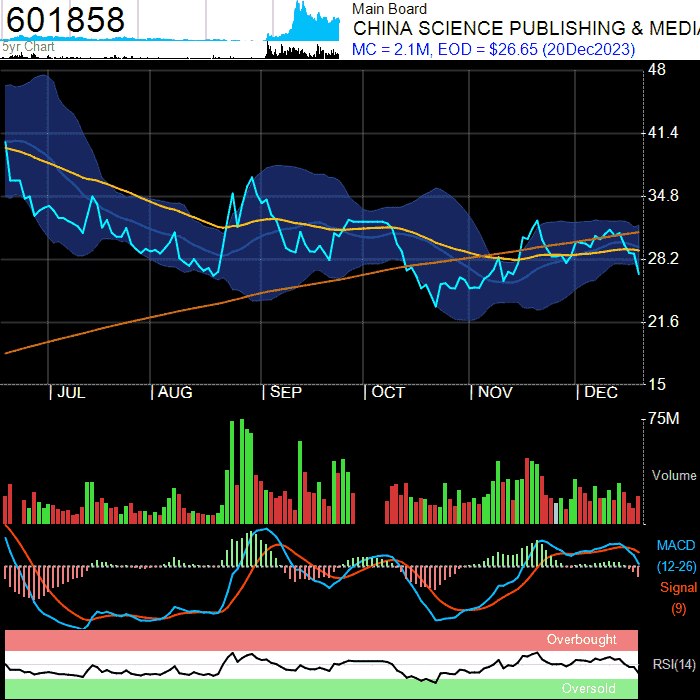 601858
5yr Chart
Main Board
CHINA SCIENCE PUBLISHING & MEDIA
MC = 2.1M, EOD = $26.65 (20Dec2023)
48
41.4
34.8
28.2
21.6
15
JUL AUG SEP OCT NOV DEC
75M
Volume
MACD
(12-26)
Signal
(9)
Overbought
RSI(14)
Oversold